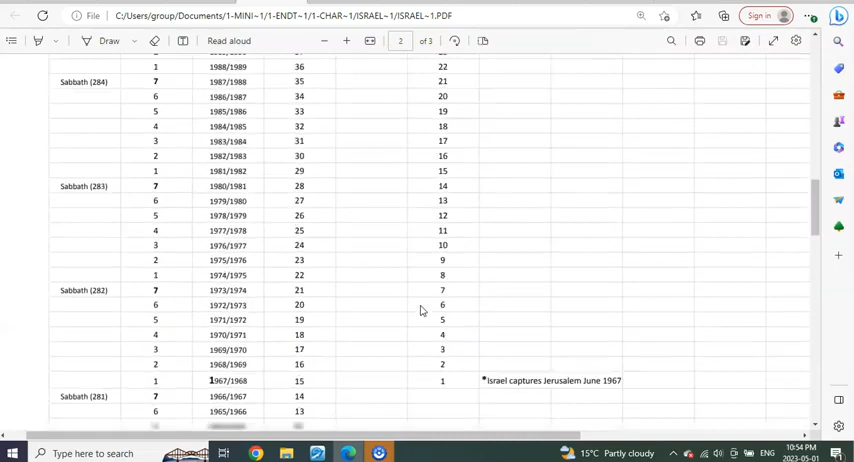 File C:/Users/group/Documents/1-MINI~1/1-ENDT~1/1-CHAR~1/ISRAEL~1/ISRAEL~1.PDF Sign in
Draw Read aloud 2 of 3
1 1988/1989 36 22
Sabbath (284) 7 1987/1988 35 21
6 1986/1987 34 20
5 1985/1986 33 19
4 1984/1985 32 18
3 1983/1984 31 17
2 1982/1983 30 16
1 1981/1982 29 15
Sabbath (283) 7 1980/1981 28 14
6 1979/1980 27 13
5 1978/1979 26 12
4 1977/1978 25 11
3 1976/1977 24 10
2 1975/1976 23 9
1 1974/1975 22 8
Sabbath (282) 7 1973/1974 21 7
6 1972/1973 20 6
5 1971/1972 19 5
4 1970/1971 18 4
3 1969/1970 17 3
2 1968/1969 16 2
1 1967/1968 15 1 *Israel captures Jerusalem June 1967
Sabbath (281) 7 1966/1967 14
6 1965/1966 13
Type here to search 15°C Partly cloudy ENG 10:54 PM
2023-05-01